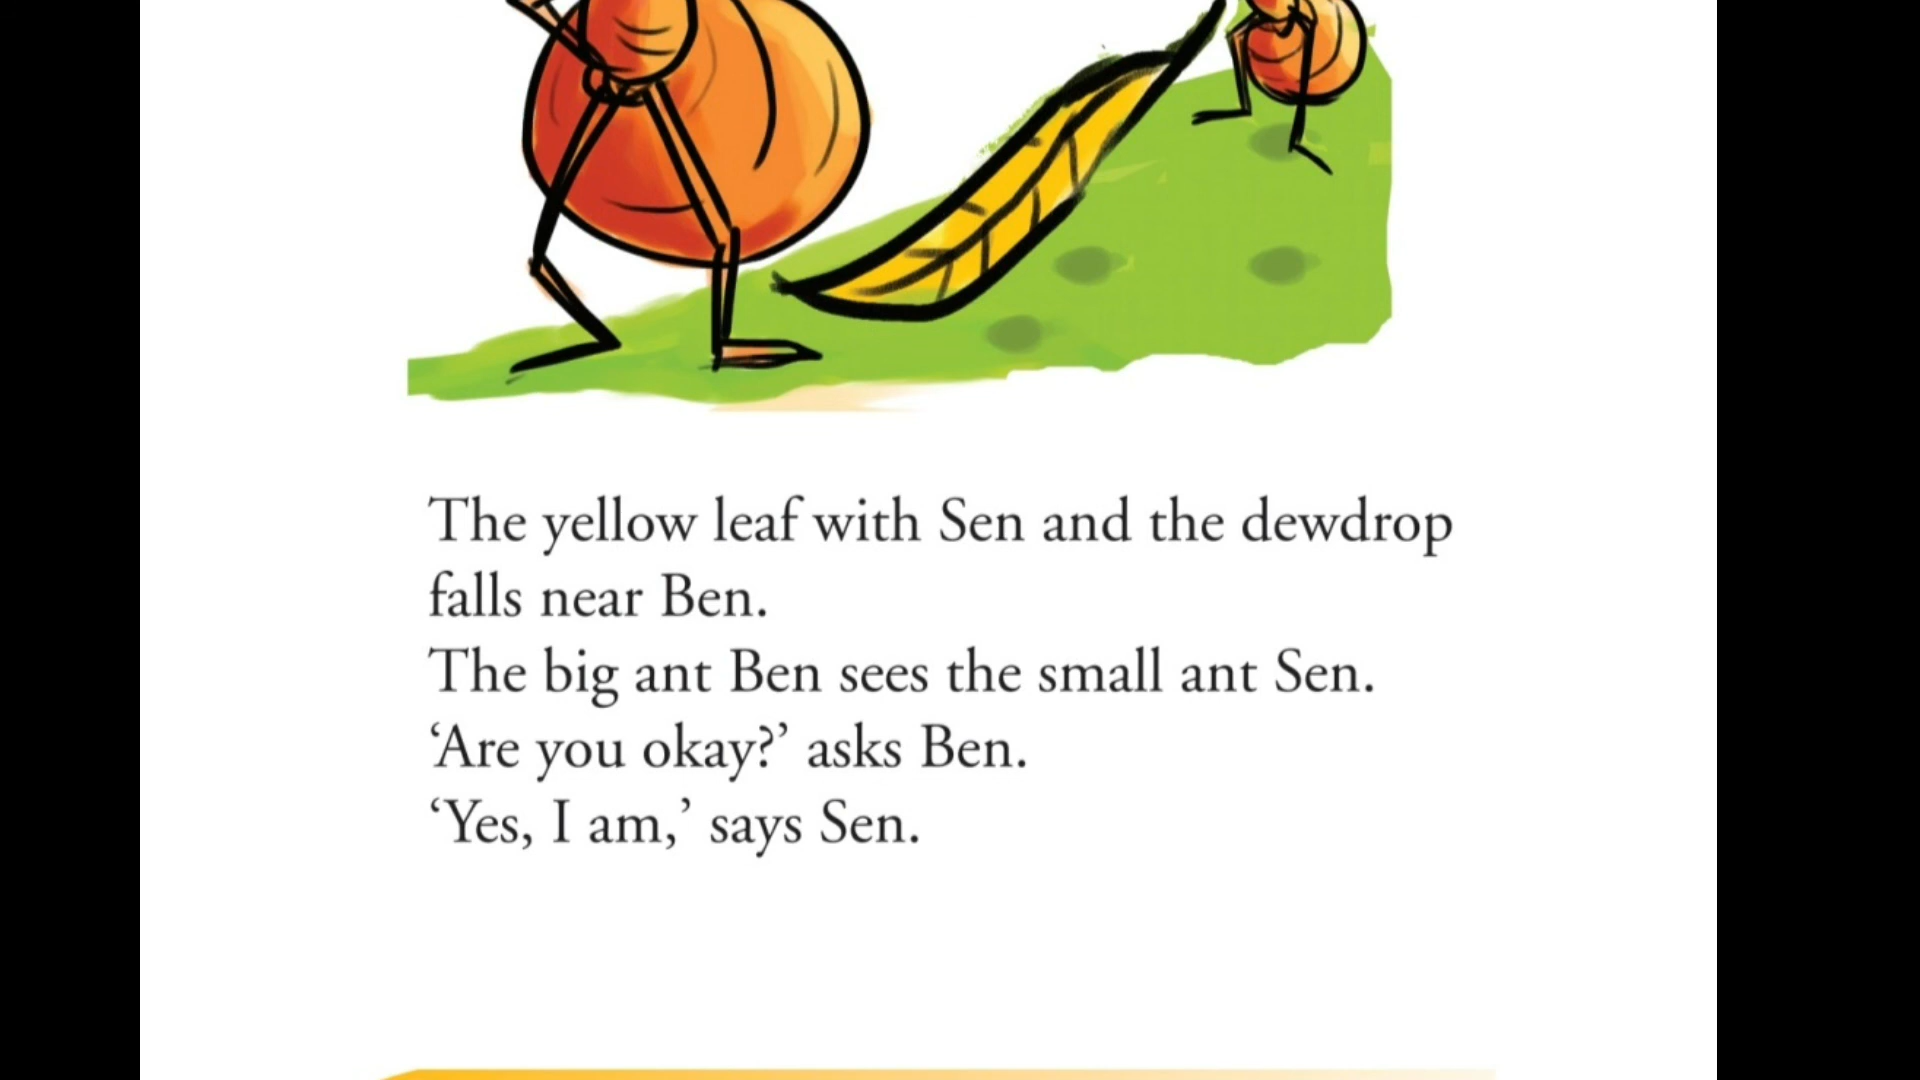 The yellow leaf with Sen and the dewdrop
falls near Ben.
The big ant Ben sees the small ant Sen.
‘Are you okay?’ asks Ben.
‘Yes, I am,’ says Sen.